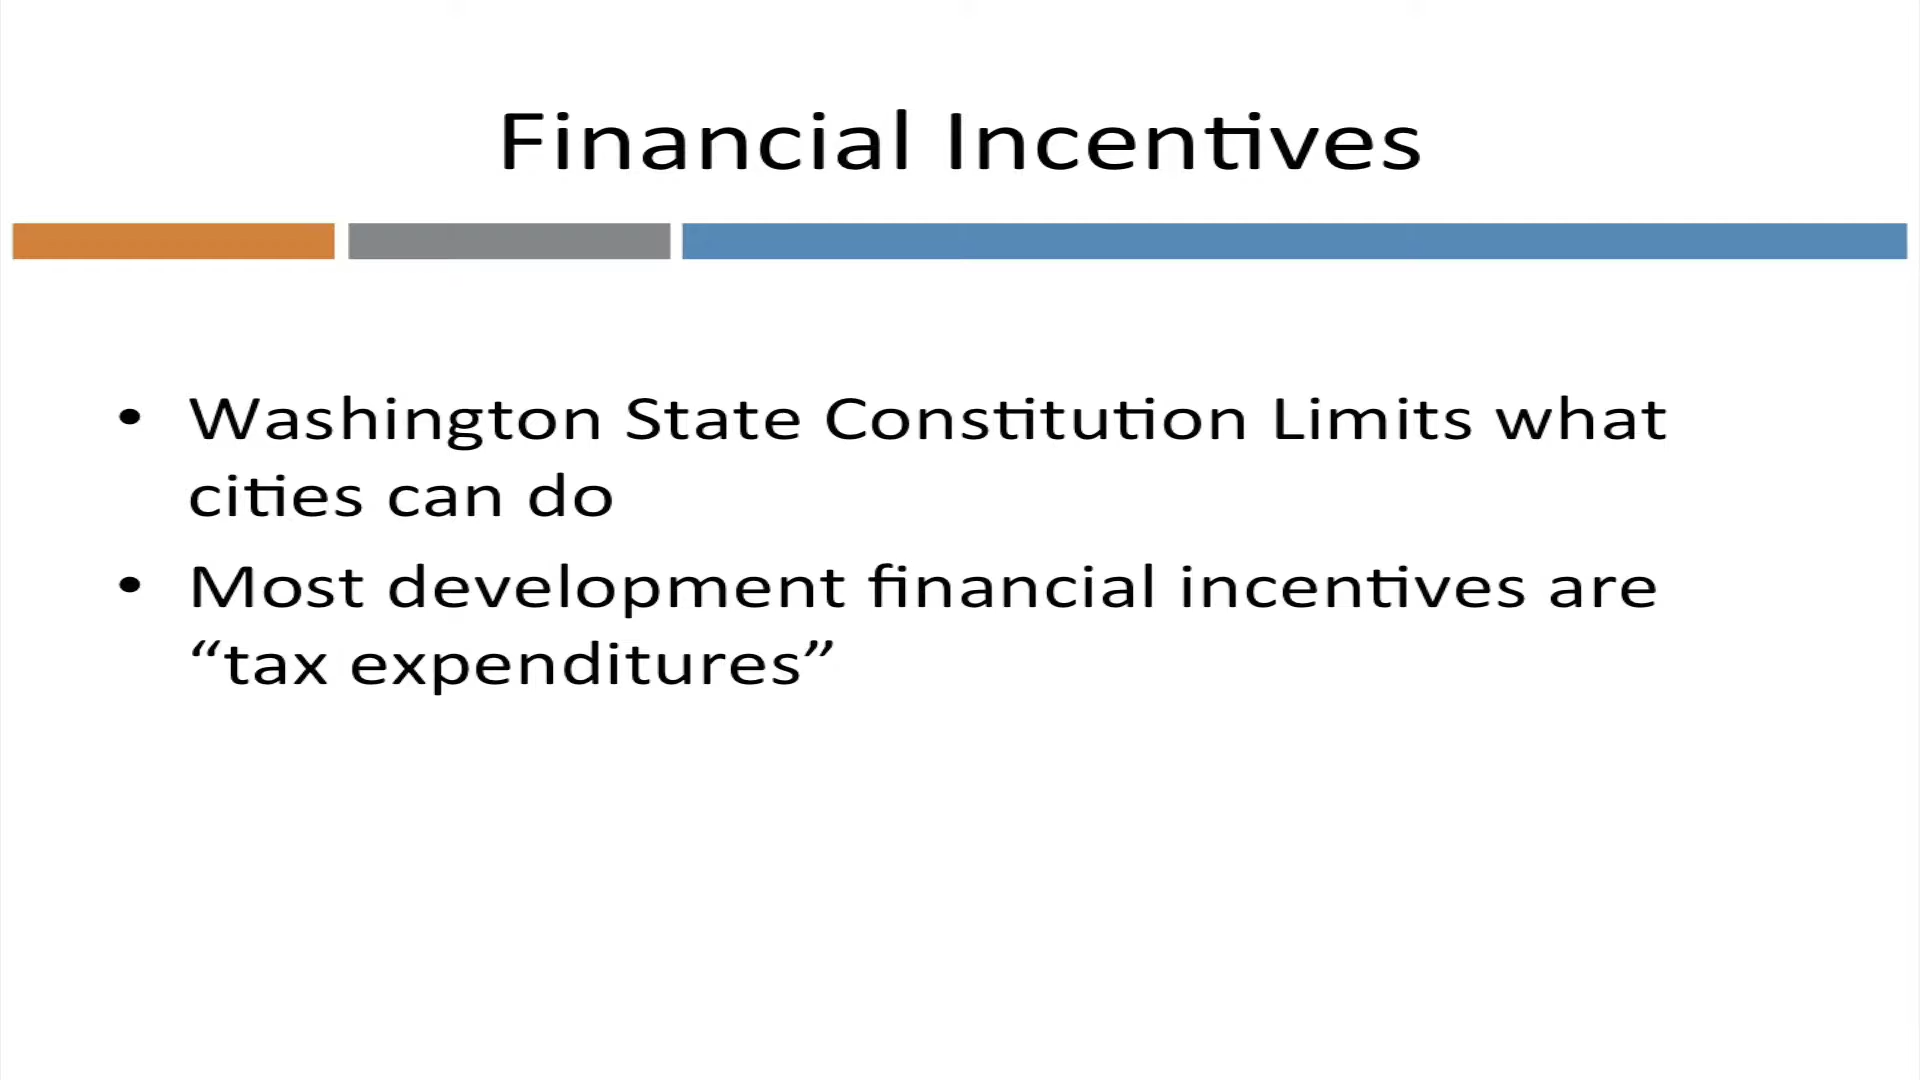 Financial Incentives
• Washington State Constitution Limits what
cities can do
• Most development financial incentives are
“tax expenditures”